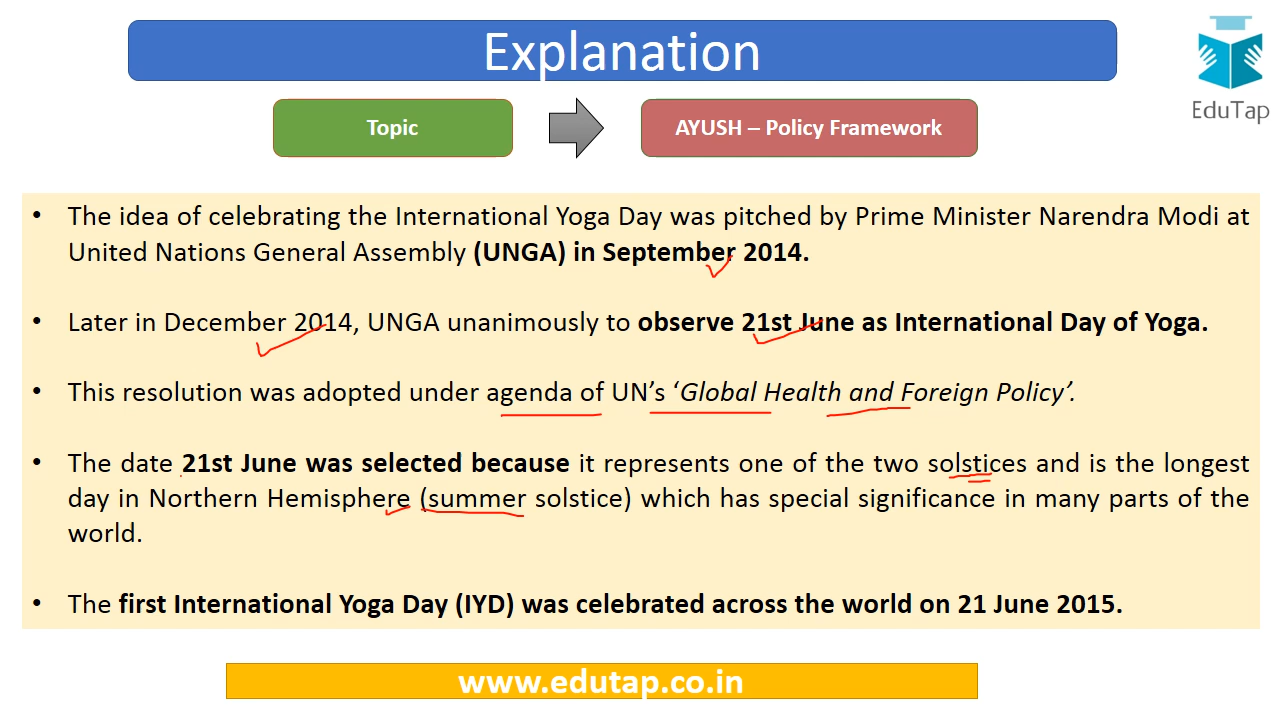 Explanation
EduTap
Topic
AYUSH – Policy Framework
• The idea of celebrating the International Yoga Day was pitched by Prime Minister Narendra Modi at
United Nations General Assembly (UNGA) in September 2014.
• Later in December 2014, UNGA unanimously to observe 21st June as International Day of Yoga.
• This resolution was adopted under agenda of UN’s ‘Global Health and Foreign Policy’.
• The date 21st June was selected because it represents one of the two solstices and is the longest
day in Northern Hemisphere (summer solstice) which has special significance in many parts of the
world.
• The first International Yoga Day (IYD) was celebrated across the world on 21 June 2015.
www.edutap.co.in